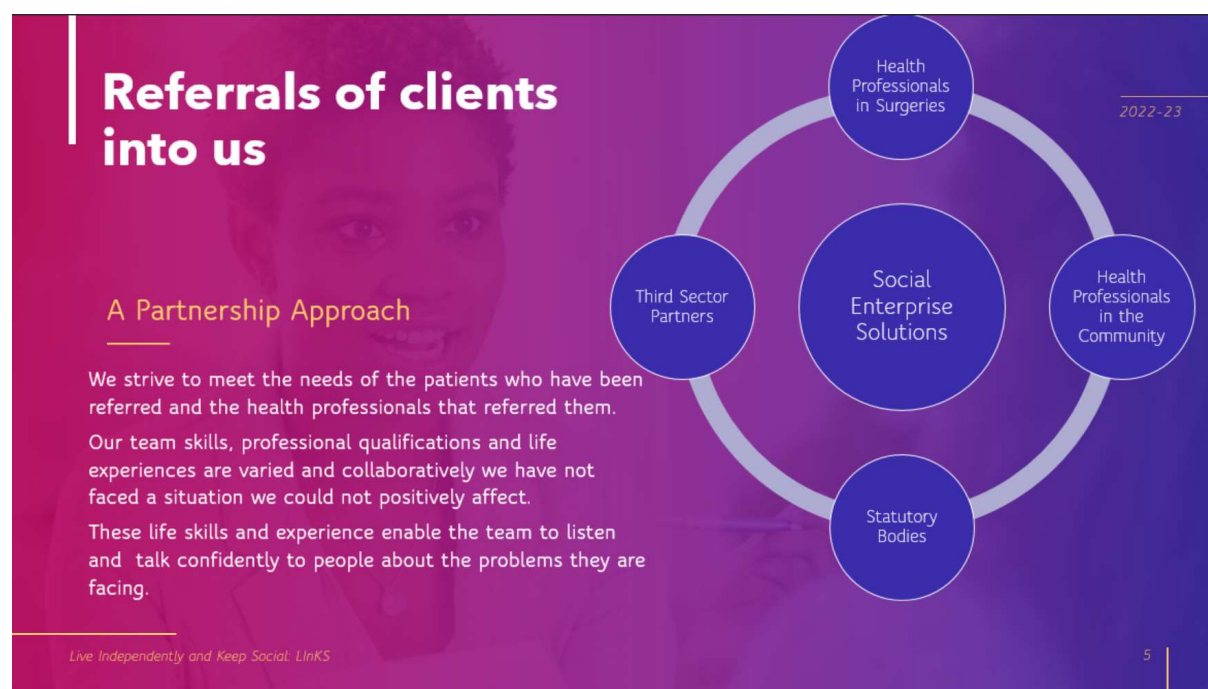 Referrals of clients
into us
2022-23
A Partnership Approach
We strive to meet the needs of the patients who have been
referred and the health professionals that referred them.
Our team skills, professional qualifications and life
experiences are varied and collaboratively we have not
faced a situation we could not positively affect.
These life skills and experience enable the team to listen
and talk confidently to people about the problems they are
facing.
Health
Professionals
in Surgeries
Third Sector
Partners
Social
Enterprise
Solutions
Health
Professionals
in the
Community
Statutory
Bodies
Live Independently and Keep Social: LInKS
5